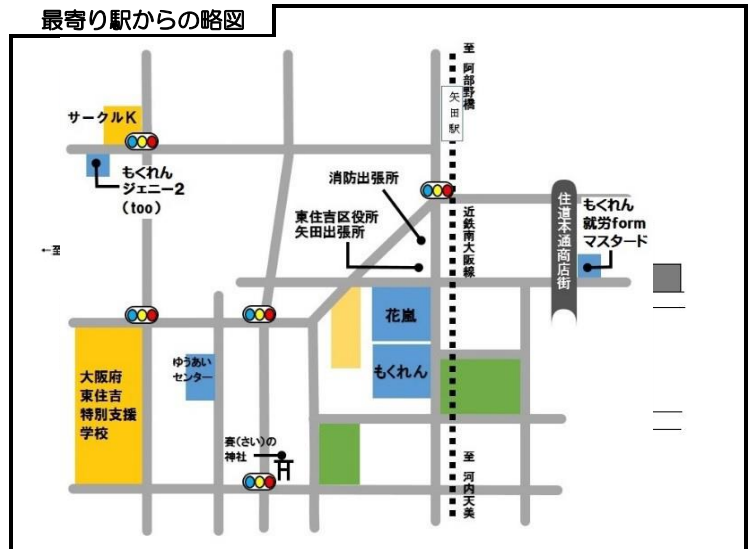 最寄り駅からの略図
至 阿部野橋
矢田駅
サークルK
もくれん
ジェニー2
(too)
消防出張所
東住吉区役所
矢田出張所
近鉄南大阪線
住道本通商店街
もくれん
就労form
マスタード
←至
花嵐
もくれん
ゆうあい
センター
大阪府
東住吉
特別支援
学校
賽(さい)の
神社
至 河内天美